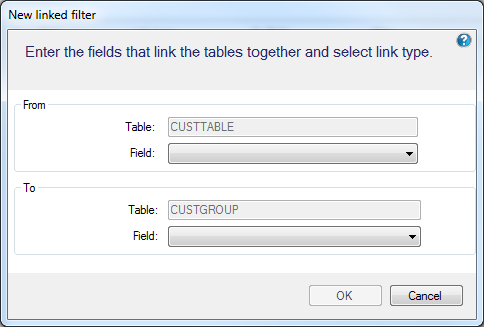 New linked filter
Enter the fields that link the tables together and select link type.
?
From
Table: CUSTTABLE
Field:
To
Table: CUSTGROUP
Field:
OK Cancel